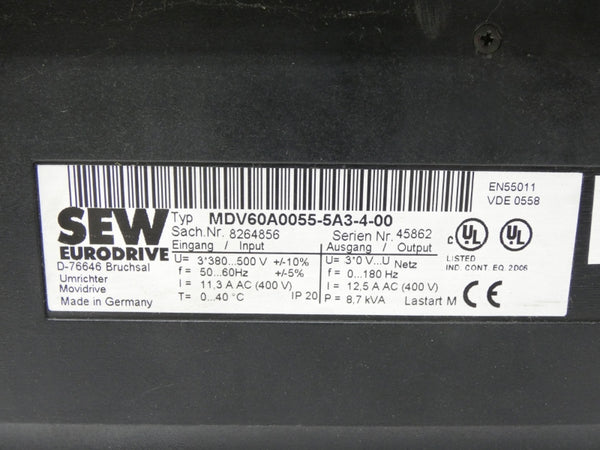 EN55011
VDE 0558
SEW
EURODRIVE
D-76646 Bruchsal
Umrichter
Movidrive
Made in Germany
Typ MDV60A0055-5A3-4-00
Sach.Nr. 8264856 Serien Nr. 45862
Eingang / Input Ausgang / Output
U= 3*380...500 V +/-10% U= 3*0 V...U Netz
f = 50...60Hz +/-5% f = 0...180 Hz
I = 11,3 A AC (400 V) I = 12,5 A AC (400 V)
T= 0...40 °C IP 20 P = 8,7 kVA Lastart M
c UL UL
LISTED
IND. CONT. EQ. 2D06
CE